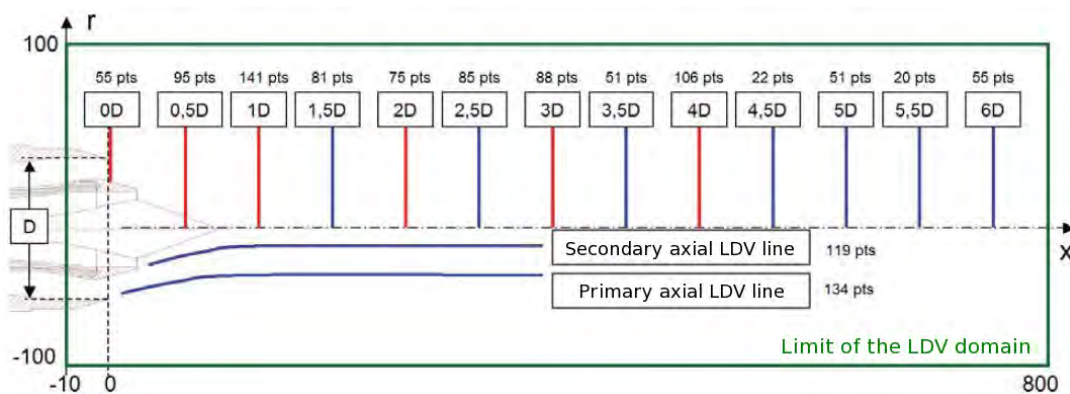 r
100
55 pts 95 pts 141 pts 81 pts 75 pts 85 pts 88 pts 51 pts 106 pts 22 pts 51 pts 20 pts 55 pts
0D 0,5D 1D 1,5D 2D 2,5D 3D 3,5D 4D 4,5D 5D 5,5D 6D
D
Secondary axial LDV line 119 pts
x
Primary axial LDV line 134 pts
Limit of the LDV domain
-100
-10 0 800